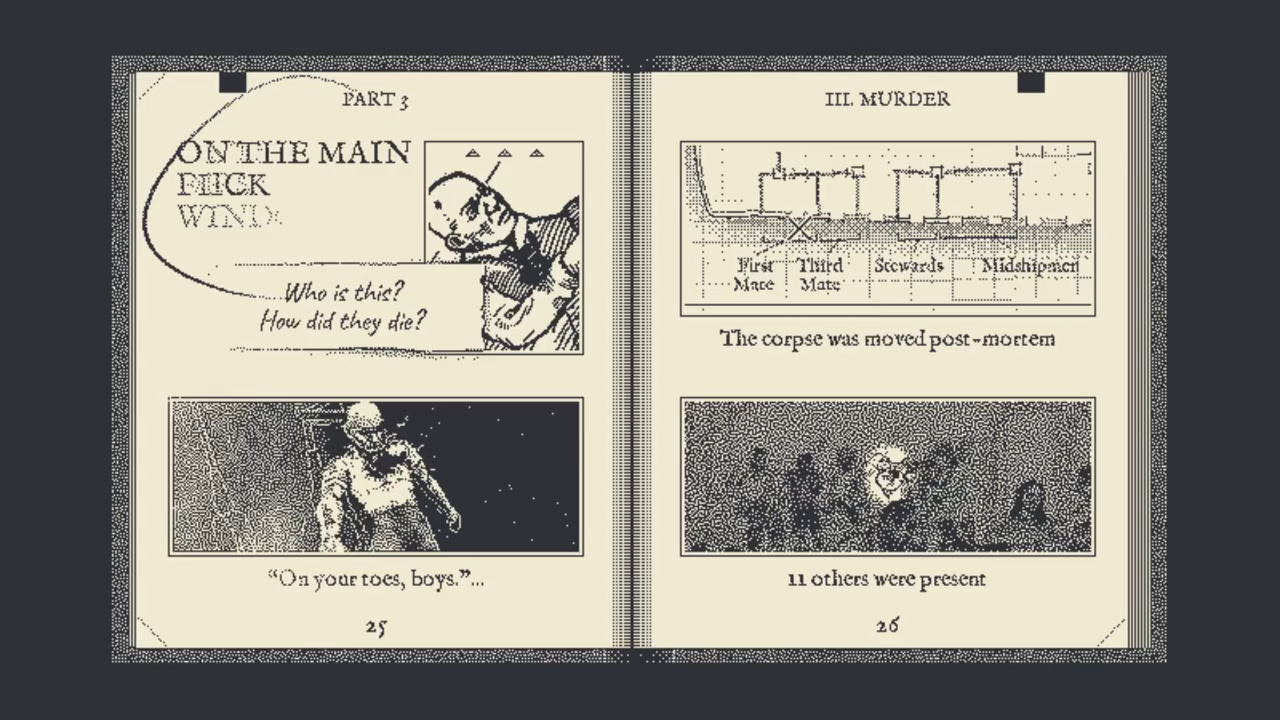 PART 3
ON THE MAIN
Who is this?
How did they die?
"On your toes, boys."...
25
III. MURDER
First Third Stewards Midshipmen
Mate Mate
The corpse was moved post-mortem
11 others were present
26